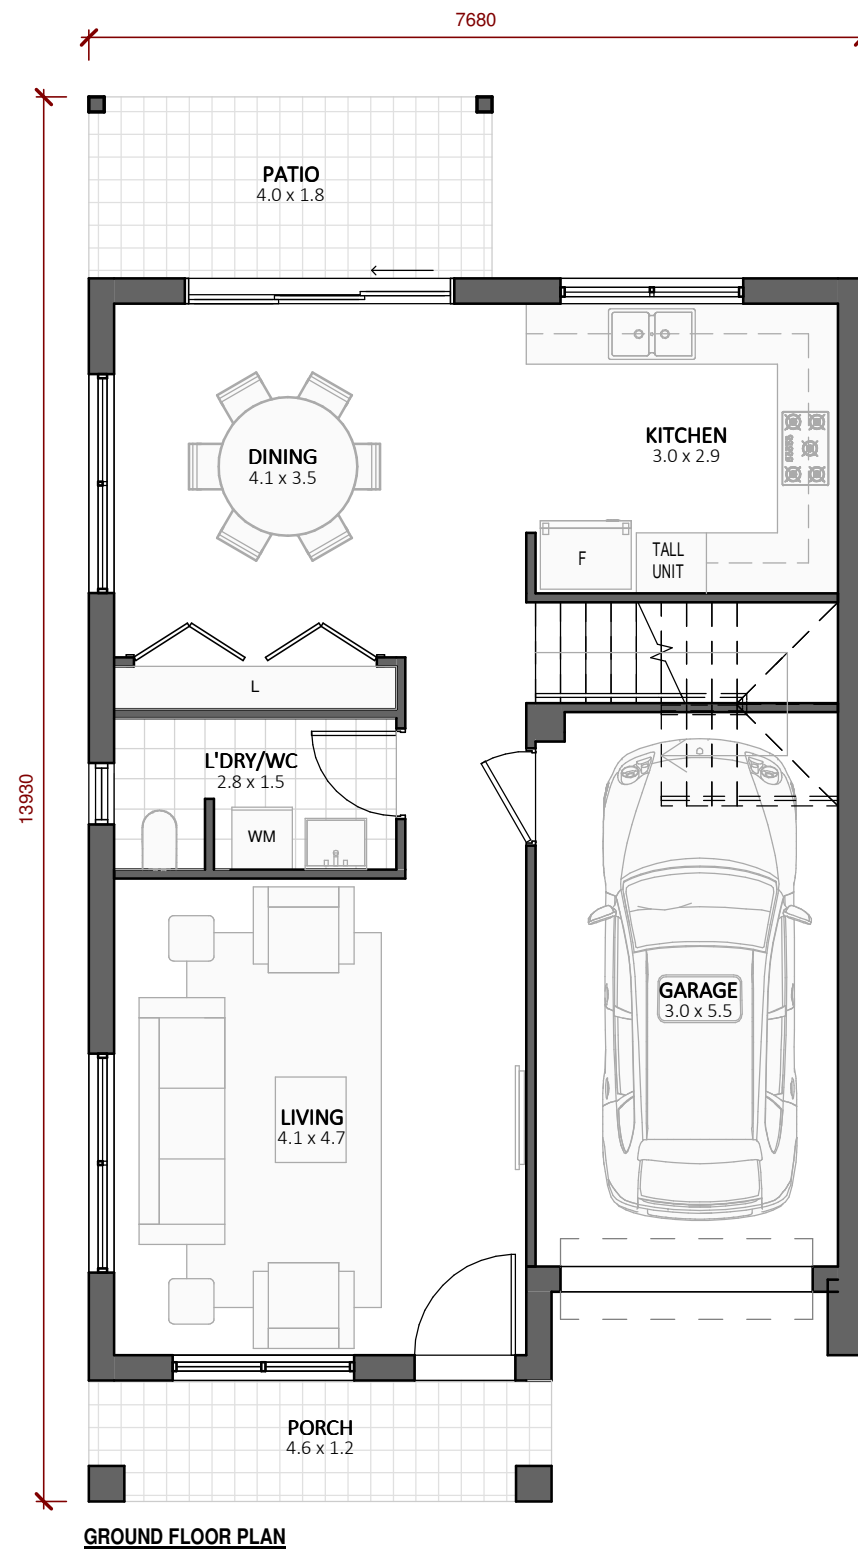 7680
PATIO
4.0 x 1.8
KITCHEN
3.0 x 2.9
DINING
4.1 x 3.5
F
TALL
UNIT
L
L'DRY/WC
2.8 x 1.5
WM
13930
GARAGE
3.0 x 5.5
LIVING
4.1 x 4.7
PORCH
4.6 x 1.2
GROUND FLOOR PLAN